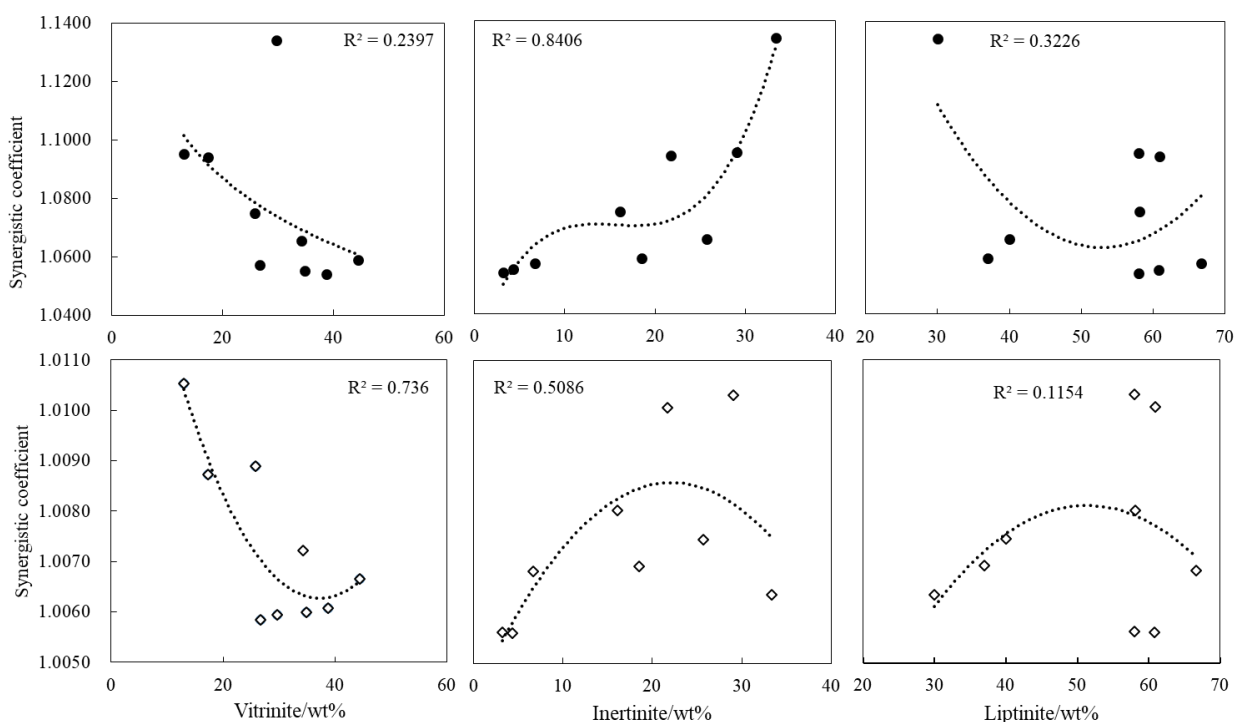 1.1400
1.1200
1.1000
1.0800
1.0600
1.0400
Synergistic coefficient
R² = 0.2397
0 20 40 60
R² = 0.8406
0 10 20 30 40
R² = 0.3226
20 30 40 50 60 70
1.0110
1.0100
1.0090
1.0080
1.0070
1.0060
1.0050
Synergistic coefficient
R² = 0.736
0 20 40 60
Vitrinite/wt%
R² = 0.5086
0 10 20 30 40
Inertinite/wt%
R² = 0.1154
20 30 40 50 60 70
Liptinite/wt%